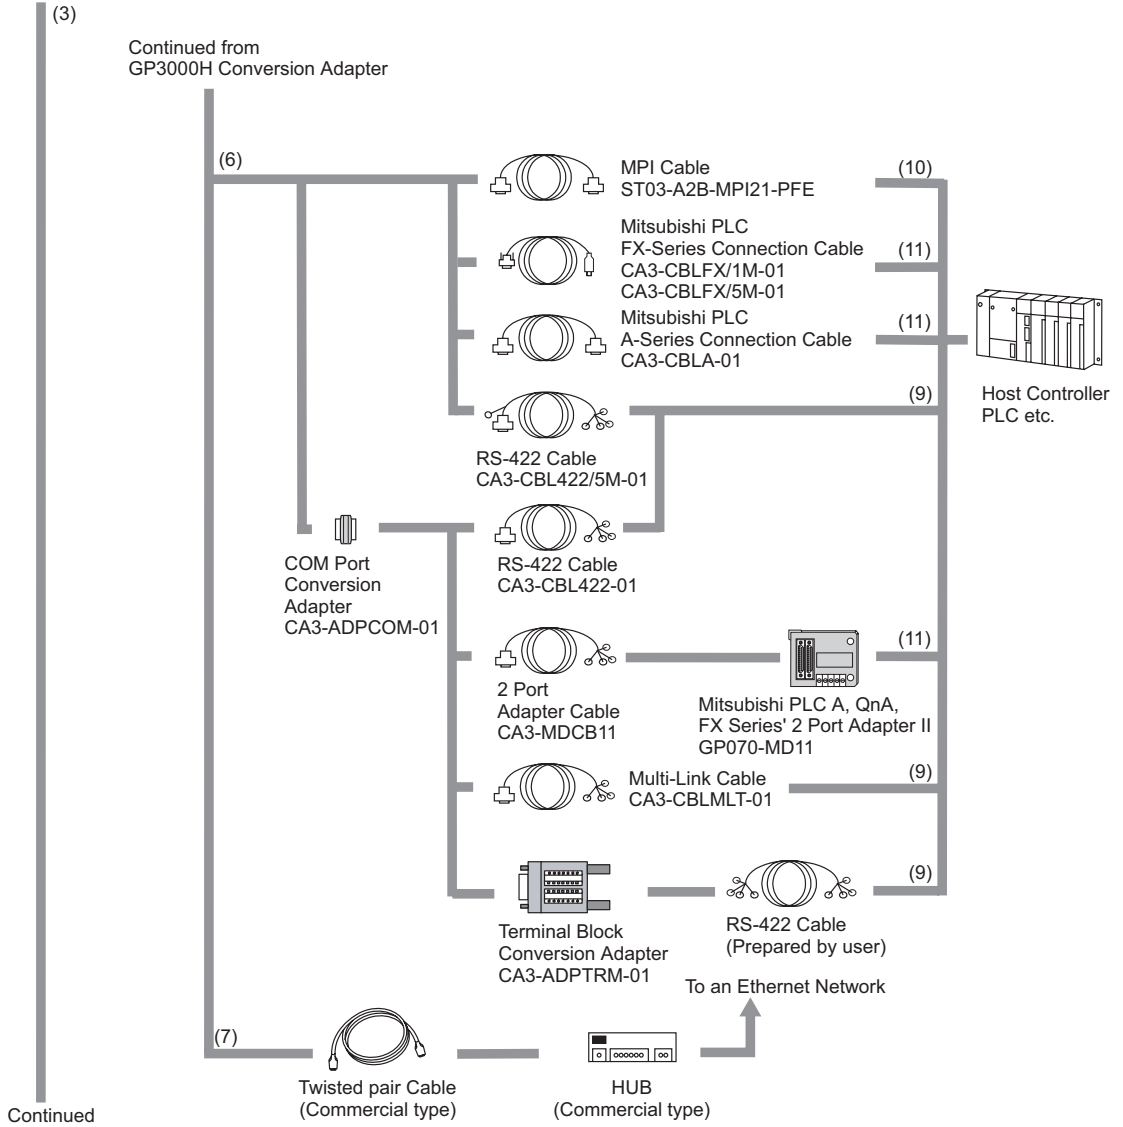 (3)
Continued from
GP3000H Conversion Adapter
(6)
MPI Cable
ST03-A2B-MPI21-PFE
(10)
Mitsubishi PLC
FX-Series Connection Cable
CA3-CBLFX/1M-01
CA3-CBLFX/5M-01
(11)
Mitsubishi PLC
A-Series Connection Cable
CA3-CBLA-01
(11)
Host Controller
PLC etc.
(9)
RS-422 Cable
CA3-CBL422/5M-01
COM Port
Conversion
Adapter
CA3-ADPCOM-01
RS-422 Cable
CA3-CBL422-01
2 Port
Adapter Cable
CA3-MDCB11
(11)
Mitsubishi PLC A, QnA,
FX Series' 2 Port Adapter II
GP070-MD11
Multi-Link Cable
CA3-CBLMLT-01
(9)
Terminal Block
Conversion Adapter
CA3-ADPTRM-01
(9)
RS-422 Cable
(Prepared by user)
To an Ethernet Network
(7)
Twisted pair Cable
(Commercial type)
HUB
(Commercial type)
Continued